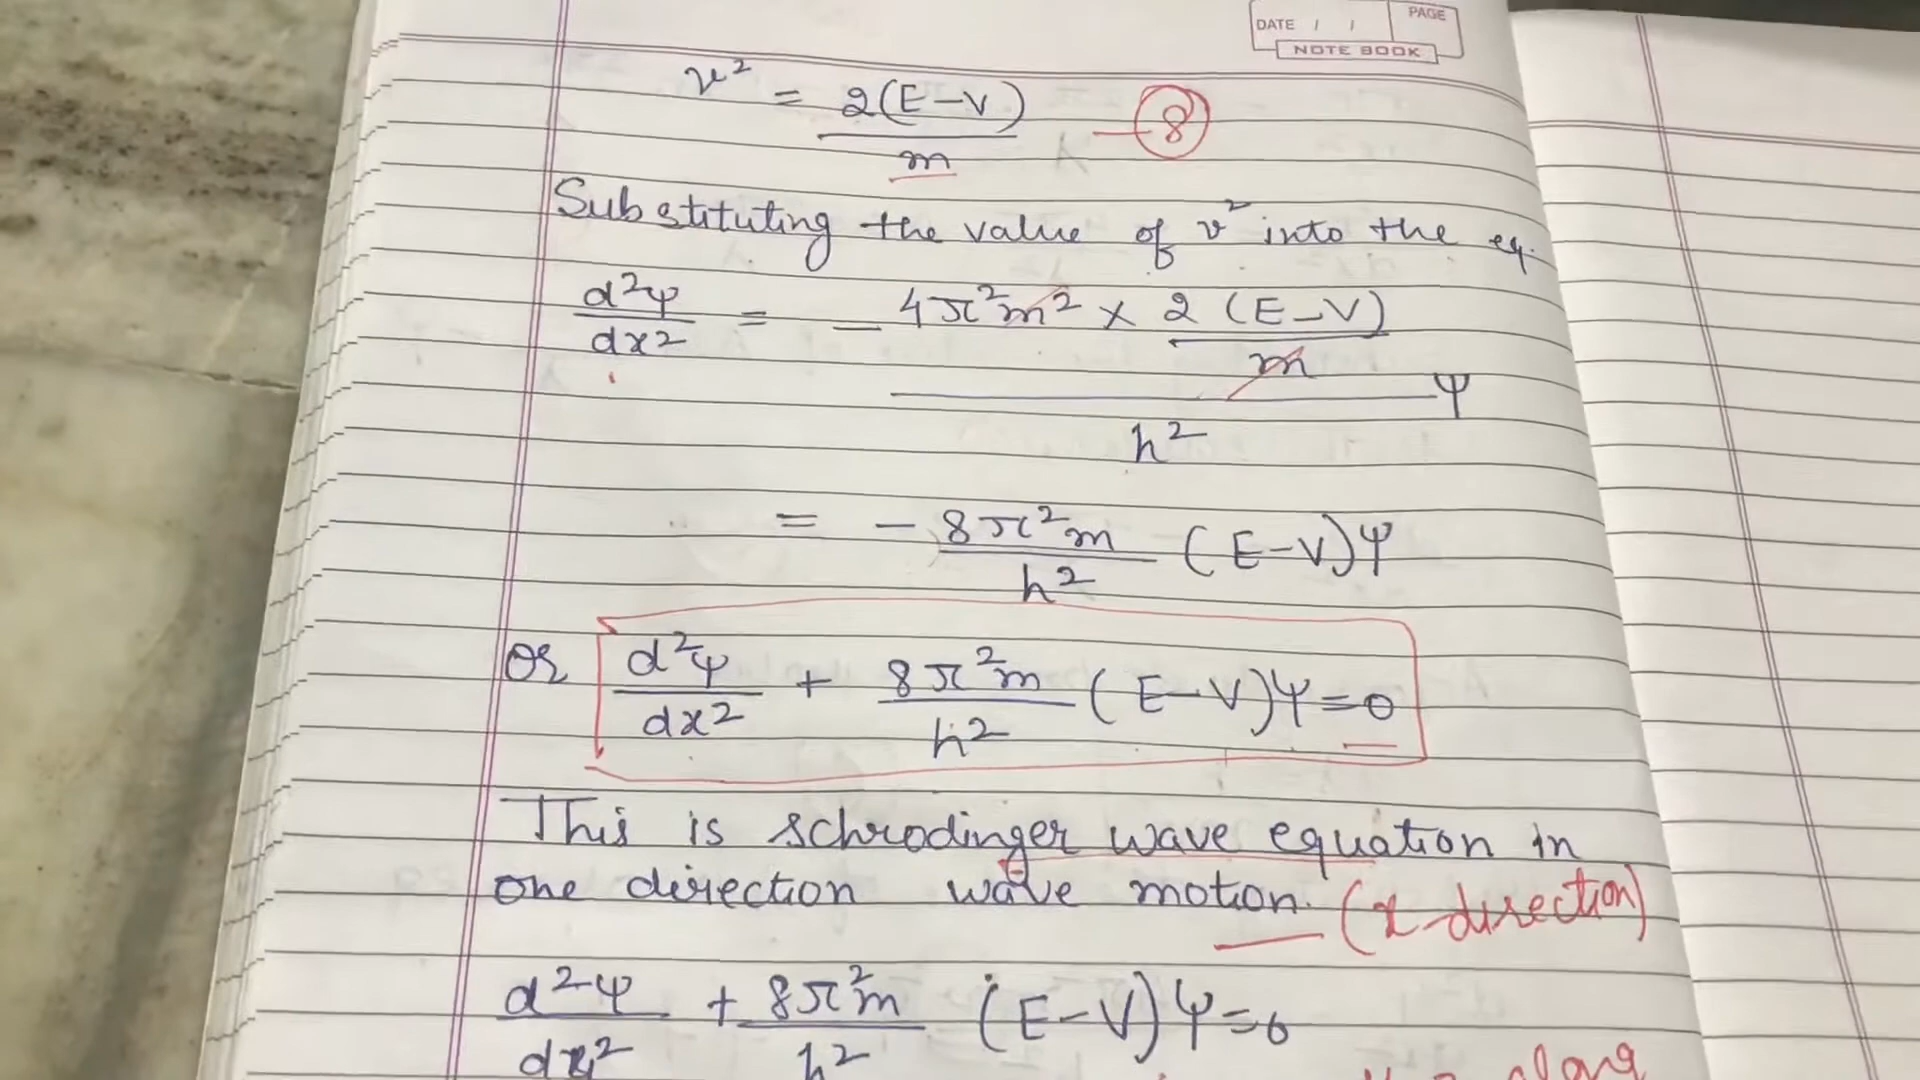 DATE / / PAGE
NOTE BOOK
v² = 2(E-V) / m — 8
Substituting the value of v² into the eq.
d²ψ/dx² = - 4π²m² × 2 (E-V)/m / h² ψ
= - 8π²m/h² (E-V)ψ
or d²ψ/dx² + 8π²m/h² (E-V)ψ = 0
This is schrodinger wave equation in
one direction wave motion. (x direction)
d²ψ/dx² + 8π²m/h² (E-V)ψ = 0
along